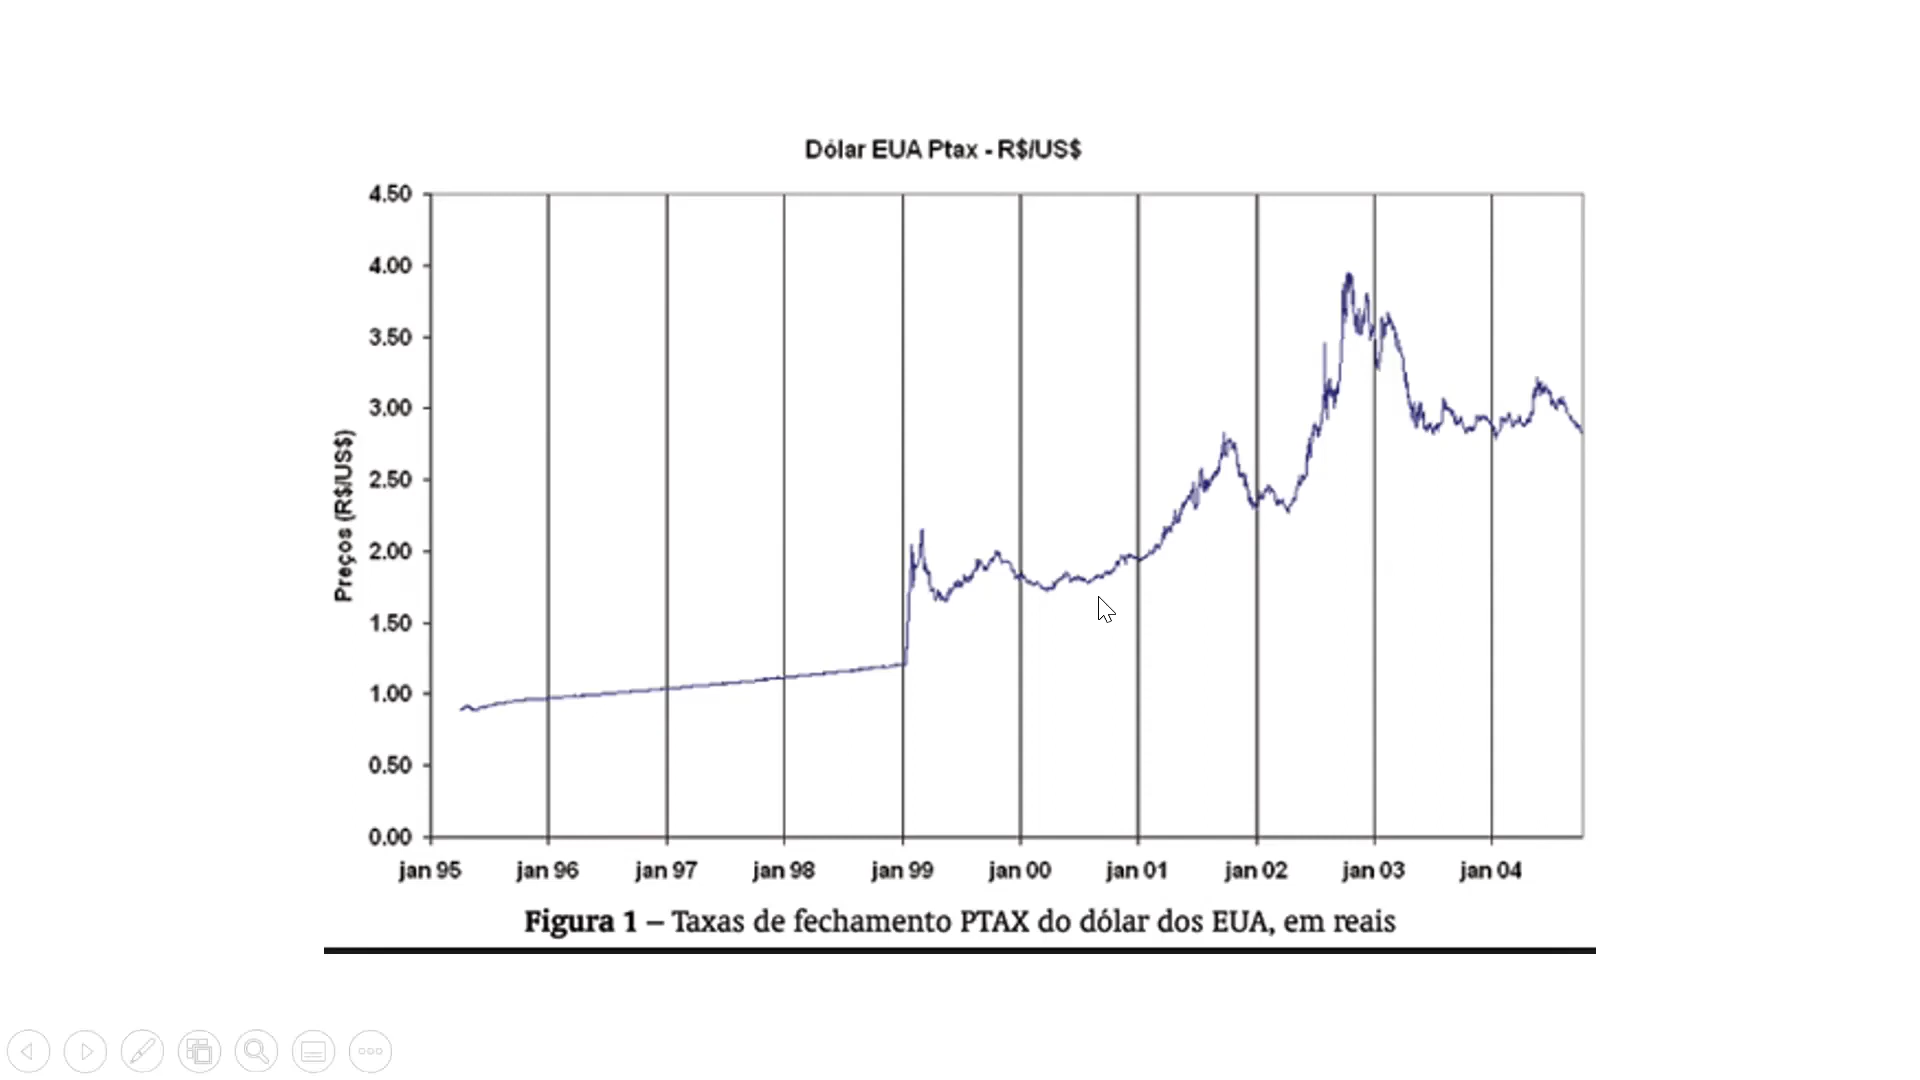 Dólar EUA Ptax - R$/US$
4.50
4.00
3.50
3.00
2.50
2.00
1.50
1.00
0.50
0.00
Preços (R$/US$)
jan 95 jan 96 jan 97 jan 98 jan 99 jan 00 jan 01 jan 02 jan 03 jan 04
Figura 1 – Taxas de fechamento PTAX do dólar dos EUA, em reais